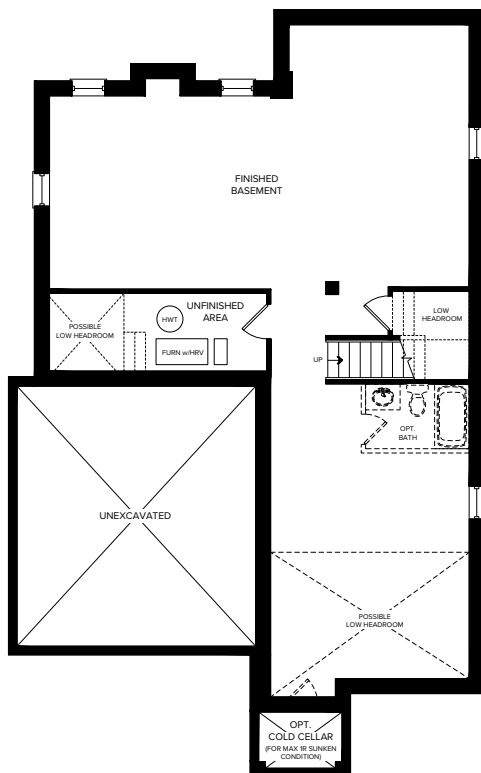 FINISHED
BASEMENT
UNFINISHED
AREA
HWT
POSSIBLE
LOW HEADROOM
FURN w/HRV
LOW
HEADROOM
UP
OPT.
BATH
UNEXCAVATED
POSSIBLE
LOW HEADROOM
OPT.
COLD CELLAR
(FOR MAX 1R SUNKEN
CONDITION)